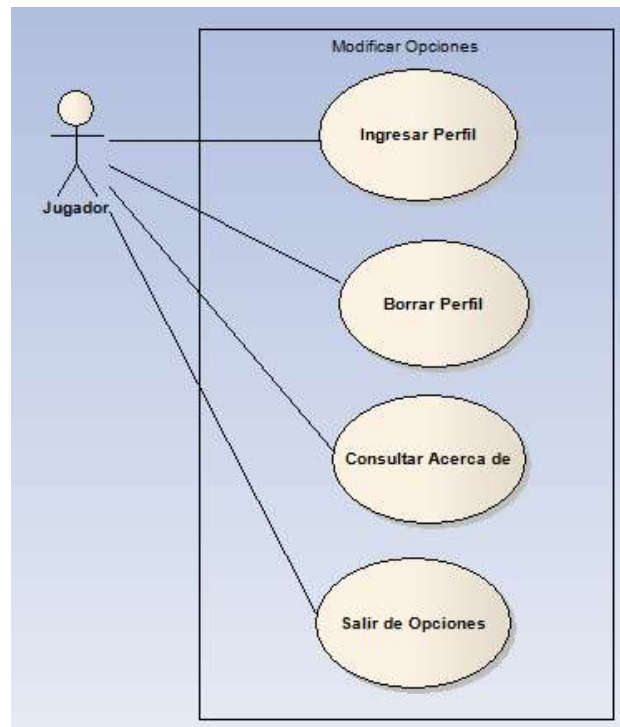 Modificar Opciones
Ingresar Perfil
Jugador
Borrar Perfil
Consultar Acerca de
Salir de Opciones